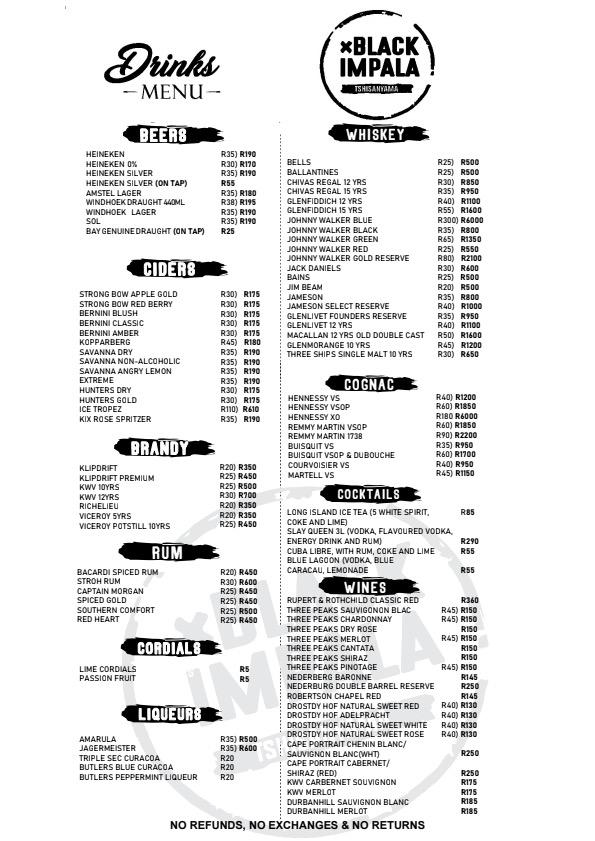 Drinks
MENU
×BLACK
IMPALA
TSHISANYAMA
BEERS
HEINEKEN R35) R190
HEINEKEN 0% R30) R170
HEINEKEN SILVER R35) R190
HEINEKEN SILVER (ON TAP) R55
AMSTEL LAGER R35) R180
WINDHOEK DRAUGHT 440ML R38) R195
WINDHOEK LAGER R35) R190
SOL R35) R190
BAY GENUINE DRAUGHT (ON TAP) R25
CIDERS
STRONG BOW APPLE GOLD R30) R175
STRONG BOW RED BERRY R30) R175
BERNINI BLUSH R30) R175
BERNINI CLASSIC R30) R175
BERNINI AMBER R30) R175
KOPPARBERG R45) R180
SAVANNA DRY R35) R190
SAVANNA NON-ALCOHOLIC R35) R190
SAVANNA ANGRY LEMON R35) R190
EXTREME R35) R190
HUNTERS DRY R30) R175
HUNTERS GOLD R30) R175
ICE TROPEZ R110) R610
KIX ROSE SPRITZER R35) R190
BRANDY
KLIPDRIFT R20) R350
KLIPDRIFT PREMIUM R25) R450
KWV 10YRS R25) R500
KWV 12YRS R30) R700
RICHELIEU R20) R350
VICEROY 5YRS R20) R350
VICEROY POTSTILL 10YRS R25) R450
RUM
BACARDI SPICED RUM R20) R450
STROH RUM R30) R600
CAPTAIN MORGAN R25) R450
SPICED GOLD R25) R450
SOUTHERN COMFORT R25) R500
RED HEART R25) R450
CORDIALS
LIME CORDIALS R5
PASSION FRUIT R5
LIQUEURS
AMARULA R35) R500
JAGERMEISTER R35) R600
TRIPLE SEC CURACOA R20
BUTLERS BLUE CURACOA R20
BUTLERS PEPPERMINT LIQUEUR R20
WHISKEY
BELLS R25) R500
BALLANTINES R25) R500
CHIVAS REGAL 12 YRS R30) R850
CHIVAS REGAL 15 YRS R35) R950
GLENFIDDICH 12 YRS R40) R1100
GLENFIDDICH 15 YRS R55) R1600
JOHNNY WALKER BLUE R300) R6000
JOHNNY WALKER BLACK R35) R800
JOHNNY WALKER GREEN R65) R1350
JOHNNY WALKER RED R25) R550
JOHNNY WALKER GOLD RESERVE R80) R2100
JACK DANIELS R30) R600
BAINS R25) R500
JIM BEAM R20) R500
JAMESON R35) R800
JAMESON SELECT RESERVE R40) R1000
GLENLIVET FOUNDERS RESERVE R35) R950
GLENLIVET 12 YRS R40) R1100
MACALLAN 12 YRS OLD DOUBLE CAST R50) R1600
GLENMORANGE 10 YRS R45) R1200
THREE SHIPS SINGLE MALT 10 YRS R30) R650
COGNAC
HENNESSY VS R40) R1200
HENNESSY VSOP R60) R1850
HENNESSY XO R180 R6000
REMMY MARTIN VSOP R60) R1850
REMMY MARTIN 1738 R90) R2200
BUISQUIT VS R35) R950
BUISQUIT VSOP & DUBOUCHE R60) R1700
COURVOISIER VS R40) R950
MARTELL VS R45) R1150
COCKTAILS
LONG ISLAND ICE TEA (5 WHITE SPIRIT, R85
COKE AND LIME)
SLAY QUEEN 3L (VODKA, FLAVOURED VODKA,
ENERGY DRINK AND RUM) R290
CUBA LIBRE, WITH RUM, COKE AND LIME R55
BLUE LAGOON (VODKA, BLUE
CARACAU, LEMONADE R55
WINES
RUPERT & ROTHCHILD CLASSIC RED R360
THREE PEAKS SAUVIGNON BLAC R45) R150
THREE PEAKS CHARDONNAY R45) R150
THREE PEAKS DRY ROSE R150
THREE PEAKS MERLOT R45) R150
THREE PEAKS CANTATA R150
THREE PEAKS SHIRAZ R150
THREE PEAKS PINOTAGE R45) R150
NEDERBERG BARONNE R145
NEDERBURG DOUBLE BARREL RESERVE R250
ROBERTSON CHAPEL RED R145
DROSTDY HOF NATURAL SWEET RED R40) R130
DROSTDY HOF ADELPRACHT R40) R130
DROSTDY HOF NATURAL SWEET WHITE R40) R130
DROSTDY HOF NATURAL SWEET ROSE R40) R130
CAPE PORTRAIT CHENIN BLANC/
SAUVIGNON BLANC(WHT) R250
CAPE PORTRAIT CABERNET/
SHIRAZ (RED) R250
KWV CARBERNET SOUVIGNON R175
KWV MERLOT R175
DURBANHILL SAUVIGNON BLANC R185
DURBANHILL MERLOT R185
NO REFUNDS, NO EXCHANGES & NO RETURNS